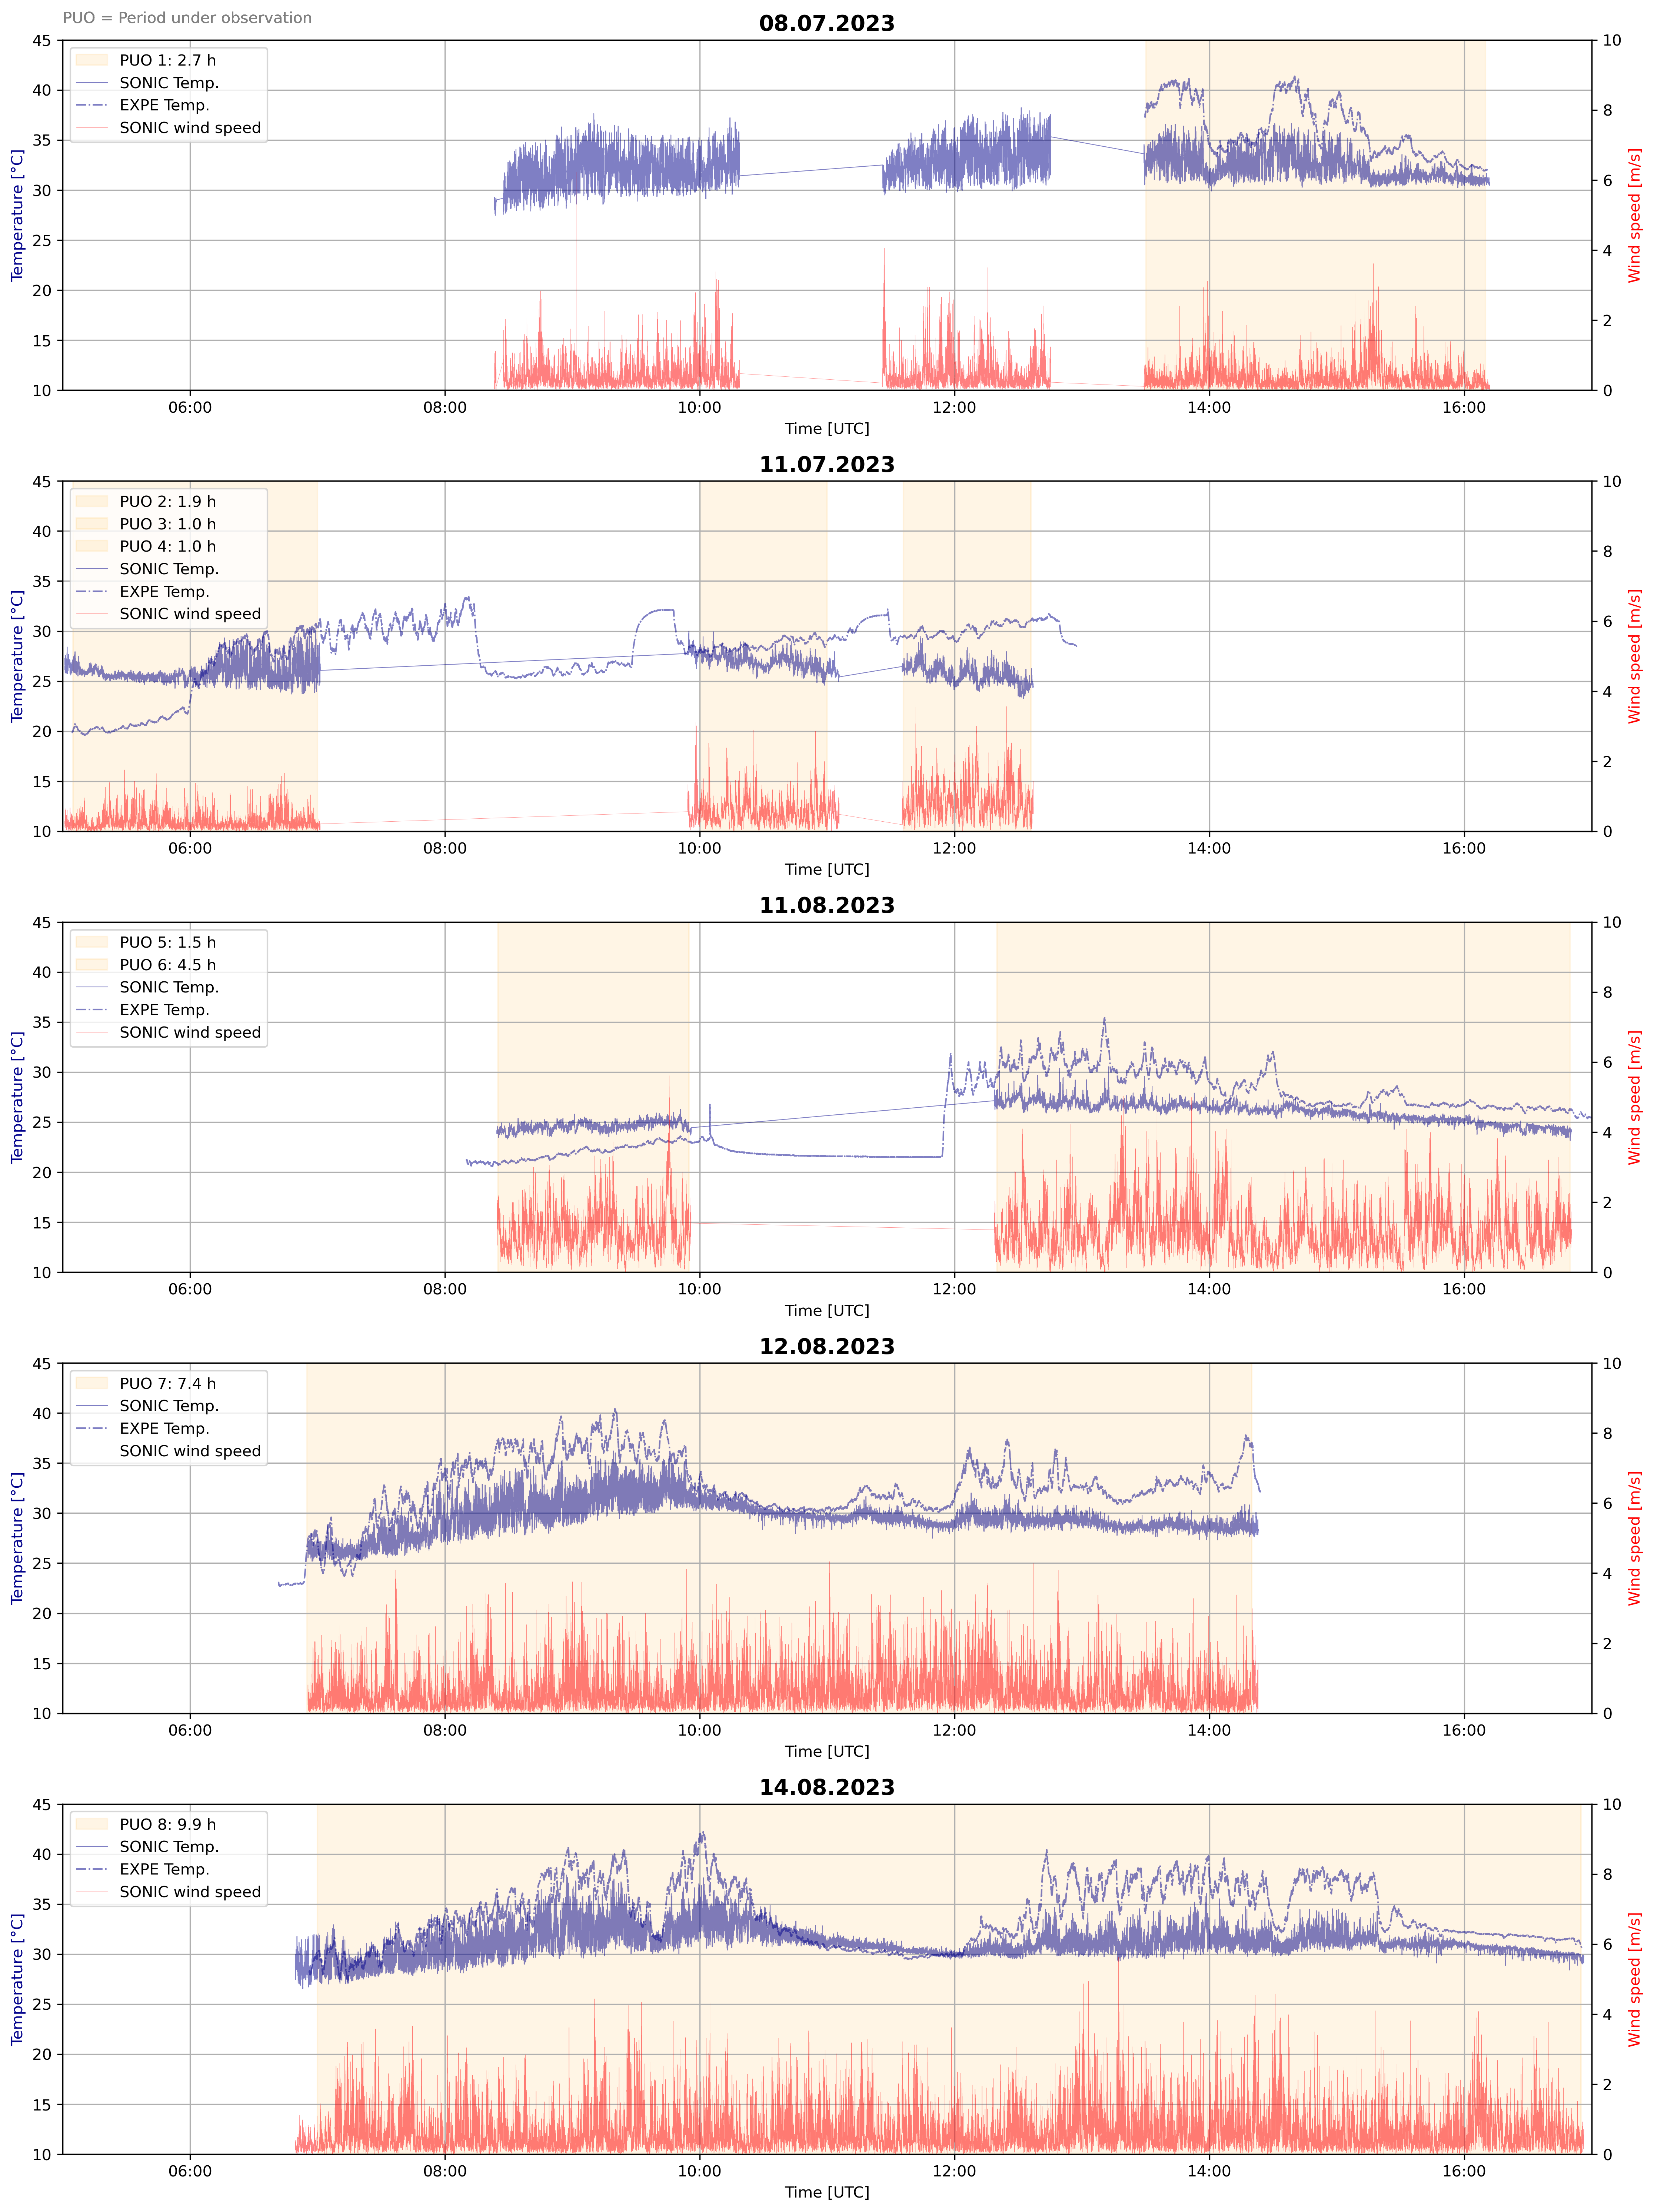 PUO = Period under observation
08.07.2023
PUO 1: 2.7 h
SONIC Temp.
EXPE Temp.
SONIC wind speed
Temperature [°C]
45
40
35
30
25
20
15
10
10
8
6
4
2
0
Wind speed [m/s]
06:00 08:00 10:00 12:00 14:00 16:00
Time [UTC]
11.07.2023
PUO 2: 1.9 h
PUO 3: 1.0 h
PUO 4: 1.0 h
SONIC Temp.
EXPE Temp.
SONIC wind speed
Temperature [°C]
45
40
35
30
25
20
15
10
10
8
6
4
2
0
Wind speed [m/s]
06:00 08:00 10:00 12:00 14:00 16:00
Time [UTC]
11.08.2023
PUO 5: 1.5 h
PUO 6: 4.5 h
SONIC Temp.
EXPE Temp.
SONIC wind speed
Temperature [°C]
45
40
35
30
25
20
15
10
10
8
6
4
2
0
Wind speed [m/s]
06:00 08:00 10:00 12:00 14:00 16:00
Time [UTC]
12.08.2023
PUO 7: 7.4 h
SONIC Temp.
EXPE Temp.
SONIC wind speed
Temperature [°C]
45
40
35
30
25
20
15
10
10
8
6
4
2
0
Wind speed [m/s]
06:00 08:00 10:00 12:00 14:00 16:00
Time [UTC]
14.08.2023
PUO 8: 9.9 h
SONIC Temp.
EXPE Temp.
SONIC wind speed
Temperature [°C]
45
40
35
30
25
20
15
10
10
8
6
4
2
0
Wind speed [m/s]
06:00 08:00 10:00 12:00 14:00 16:00
Time [UTC]